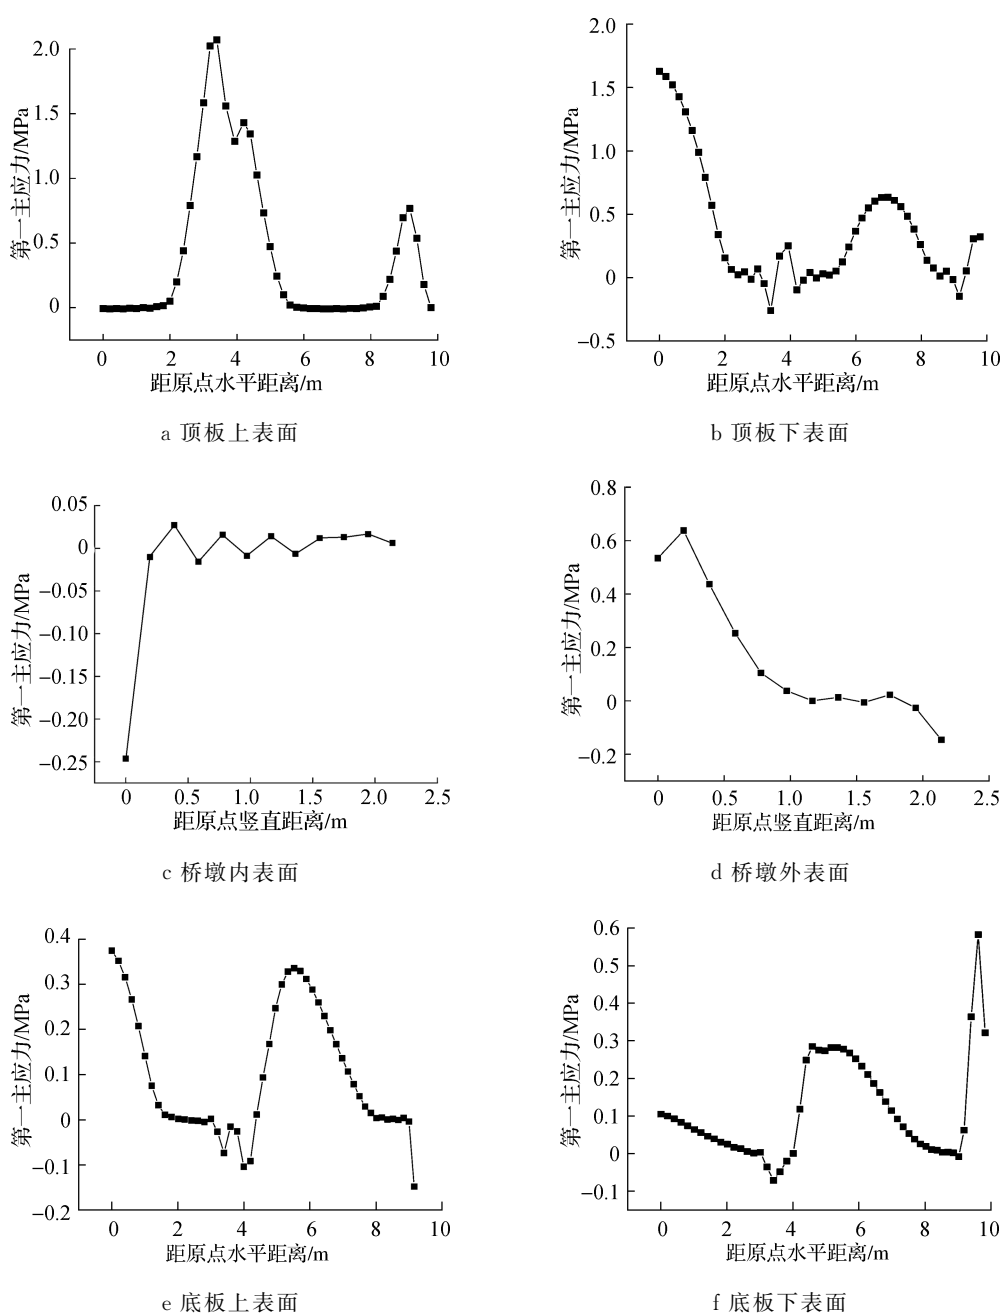 2.0
1.5
1.0
0.5
0
第一主应力/MPa
0 2 4 6 8 10
距原点水平距离/m
a 顶板上表面
2.0
1.5
1.0
0.5
0
−0.5
第一主应力/MPa
0 2 4 6 8 10
距原点水平距离/m
b 顶板下表面
0.05
0
−0.05
−0.10
−0.15
−0.20
−0.25
第一主应力/MPa
0 0.5 1.0 1.5 2.0 2.5
距原点竖直距离/m
c 桥墩内表面
0.8
0.6
0.4
0.2
0
−0.2
第一主应力/MPa
0 0.5 1.0 1.5 2.0 2.5
距原点竖直距离/m
d 桥墩外表面
0.4
0.3
0.2
0.1
0
−0.1
−0.2
第一主应力/MPa
0 2 4 6 8 10
距原点水平距离/m
e 底板上表面
0.6
0.5
0.4
0.3
0.2
0.1
0
−0.1
第一主应力/MPa
0 2 4 6 8 10
距原点水平距离/m
f 底板下表面